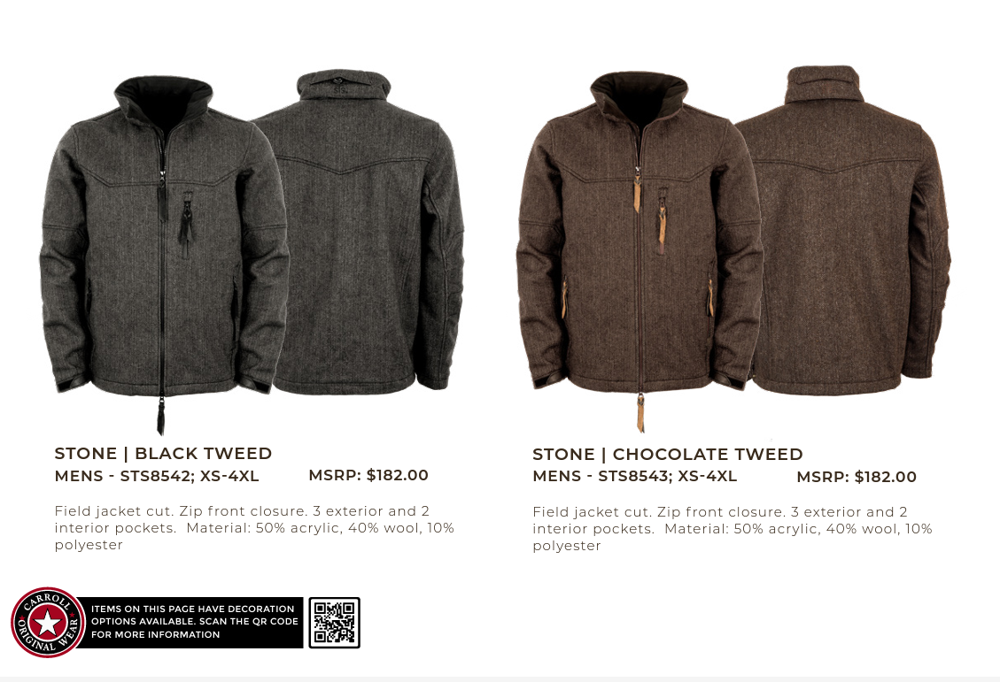 STONE | BLACK TWEED
MENS - STS8542; XS-4XL
MSRP: $182.00
Field jacket cut. Zip front closure. 3 exterior and 2
interior pockets.  Material: 50% acrylic, 40% wool, 10%
polyester
STONE | CHOCOLATE TWEED
MENS - STS8543; XS-4XL
MSRP: $182.00
Field jacket cut. Zip front closure. 3 exterior and 2
interior pockets.  Material: 50% acrylic, 40% wool, 10%
polyester
CARROLL
ORIGINAL WEAR
ITEMS ON THIS PAGE HAVE DECORATION
OPTIONS AVAILABLE. SCAN THE QR CODE
FOR MORE INFORMATION